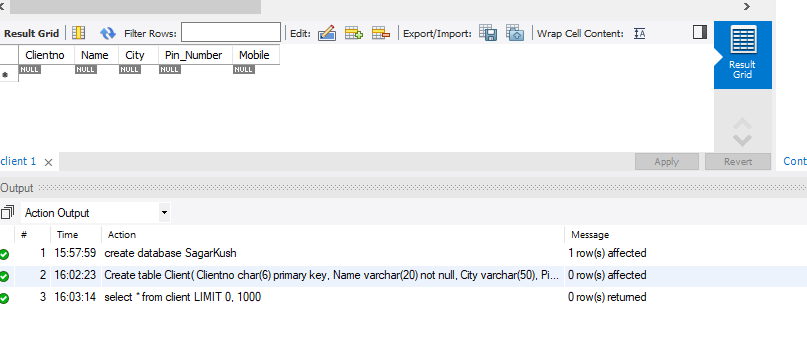 Result Grid Filter Rows: Edit: Export/Import: Wrap Cell Content: IA
Clientno Name City Pin_Number Mobile
NULL NULL NULL NULL NULL
Result
Grid
client 1 Apply Revert Cont
Output
Action Output
# Time Action Message
1 15:57:59 create database SagarKush 1 row(s) affected
2 16:02:23 Create table Client( Clientno char(6) primary key, Name varchar(20) not null, City varchar(50), Pi... 0 row(s) affected
3 16:03:14 select * from client LIMIT 0, 1000 0 row(s) returned